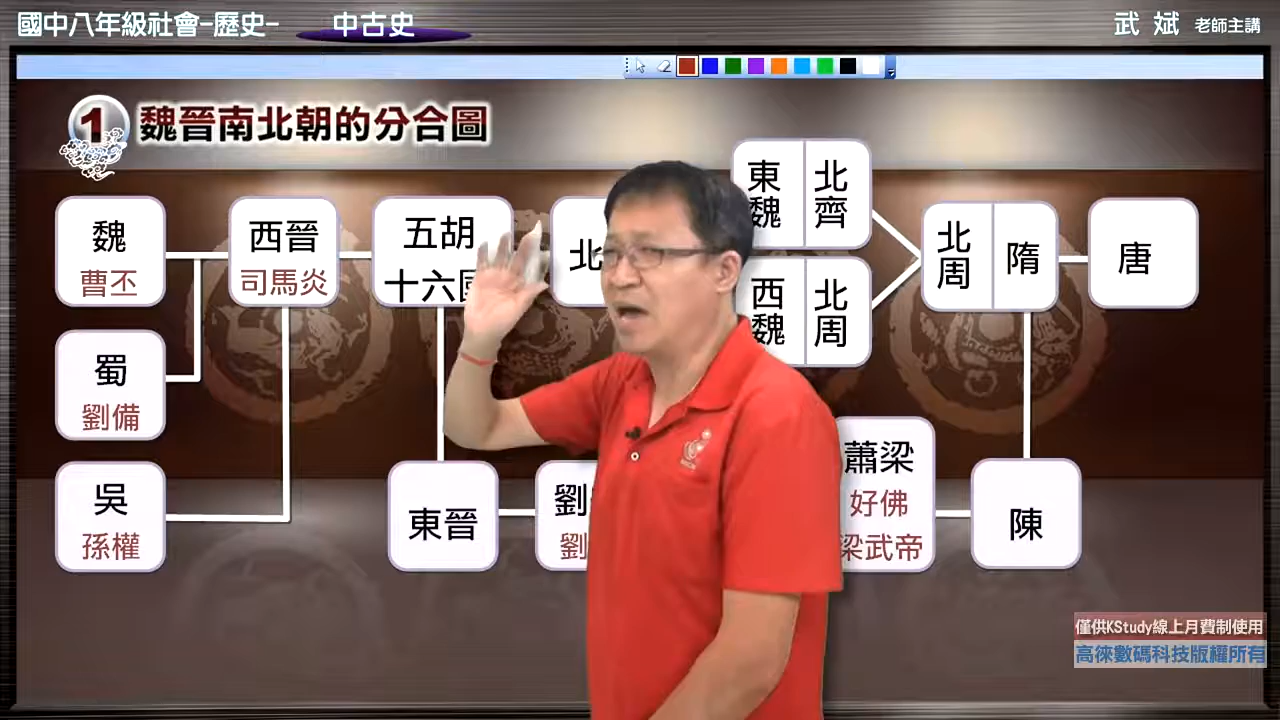 國中八年級社會-歷史-
中古史
武 斌 老師主講
1
魏晉南北朝的分合圖
魏
曹丕
蜀
劉備
吳
孫權
西晉
司馬炎
五胡
十六國
北
東魏
北齊
西魏
北周
北周
隋
唐
東晉
劉
劉
蕭梁
好佛
梁武帝
陳
僅供KStudy線上月費制使用
高徠數碼科技版權所有